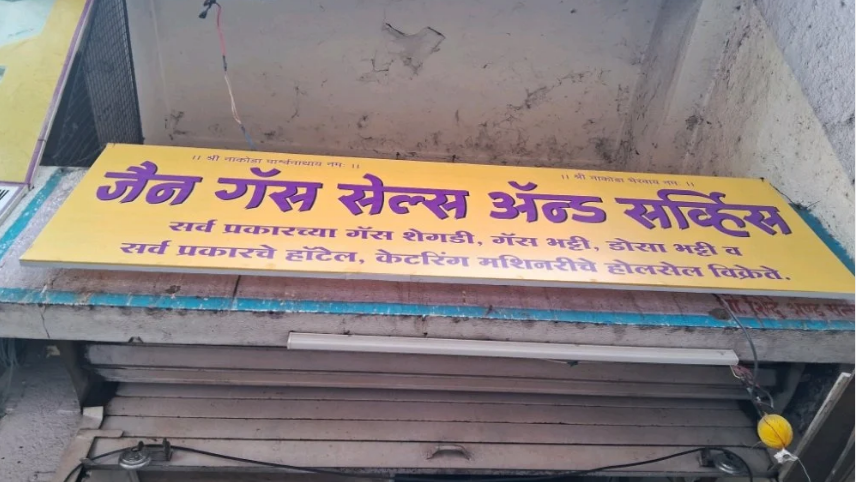 ।। श्री नाकोडा पार्श्वनाथाय नमः ।। ।। श्री नाकोडा भैरवाय नमः ।।
जैन गॅस सेल्स ॲन्ड सर्व्हिस
सर्व प्रकारच्या गॅस शेगडी, गॅस भट्टी, डोसा भट्टी व
सर्व प्रकारचे हॉटेल, केटरिंग मशिनरीचे होलसेल विक्रेते.